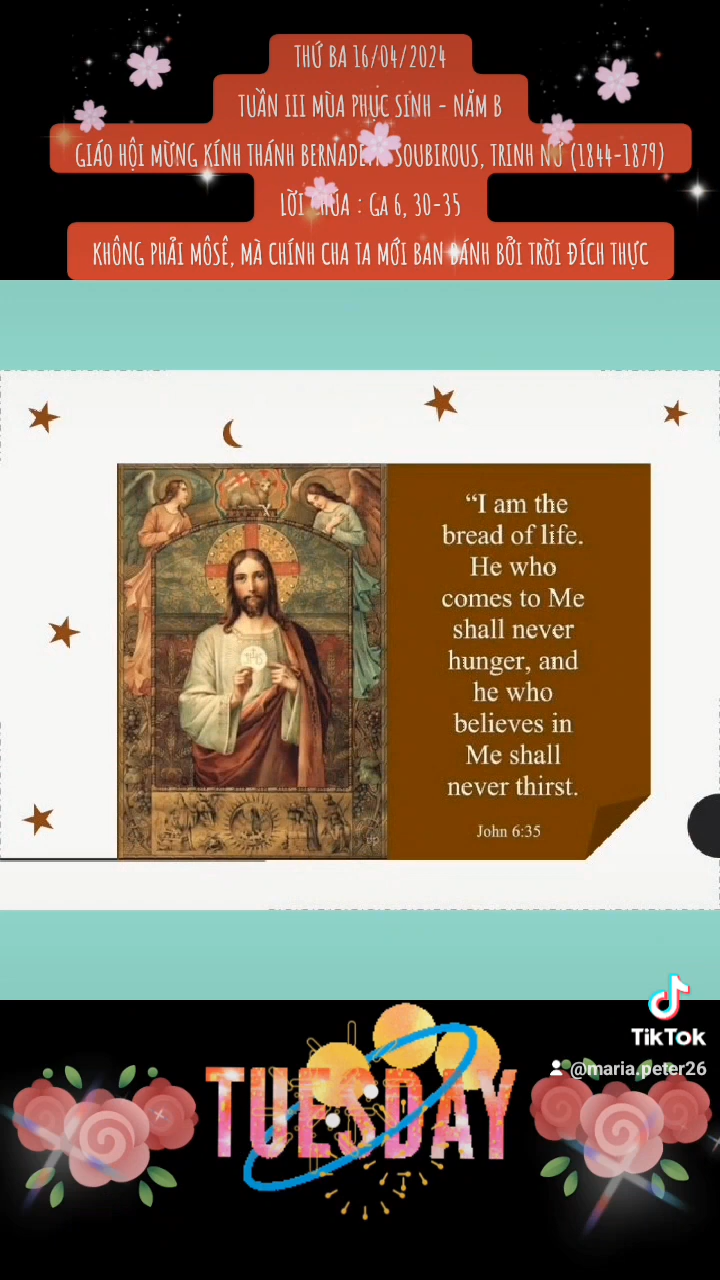 THỨ BA 16/04/2024
TUẦN III MÙA PHỤC SINH - NĂM B
GIÁO HỘI MỪNG KÍNH THÁNH SOUBIROUS, TRINH NỮ (1844-1879)
LỜI CHÚA : GA 6, 30-35
KHÔNG PHẢI MÔSÊ, MÀ CHÍNH CHA TA MỚI BAN BÁNH BỞI TRỜI ĐÍCH THỰC
“I am the
bread of life.
He who
comes to Me
shall never
hunger, and
he who
believes in
Me shall
never thirst.
John 6:35
TikTok
@maria.peter26
TUESDAY